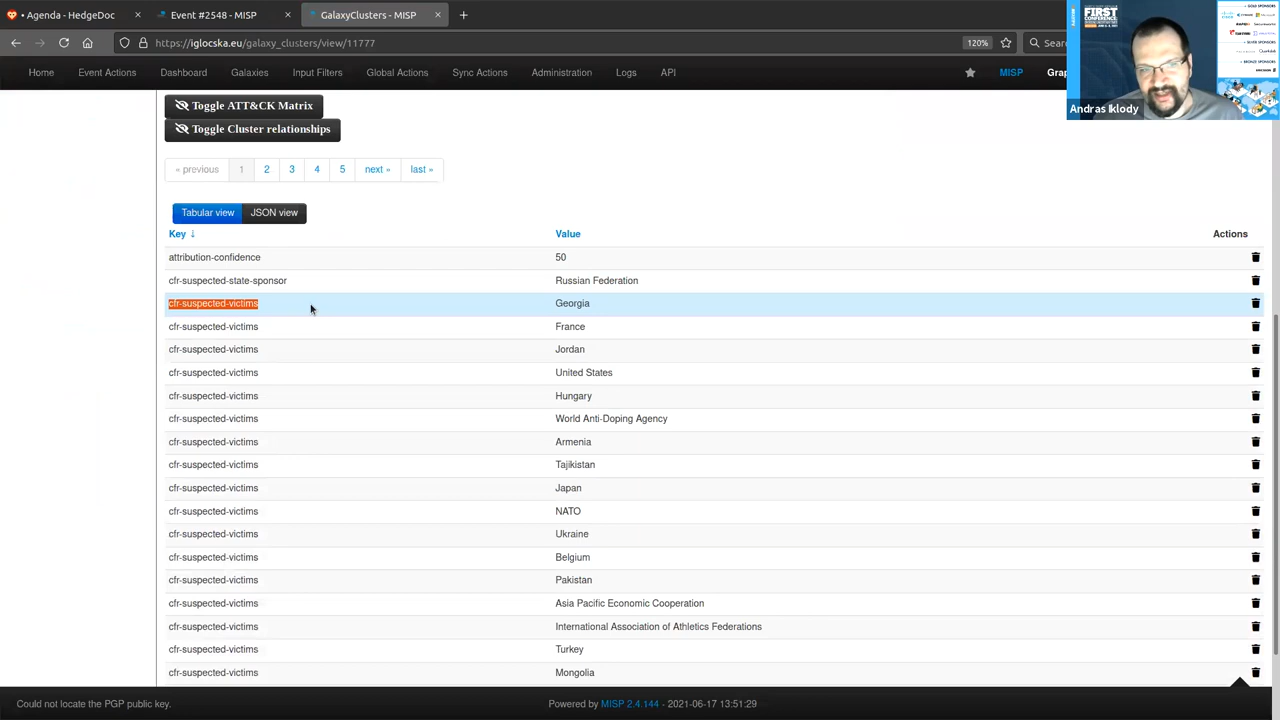 • Agenda - HedgeDoc
Event #2548 - MISP
GalaxyCluster - MISP
https://iglocska.eu/galaxy_clusters/view/11777
120%
Home
Event Actions
Dashboard
Galaxies
Input Filters
Global Actions
Sync Actions
Administration
Logs
API
MISP
FIRST
CONFERENCE
Andras Iklody
Toggle ATT&CK Matrix
Toggle Cluster relationships
« previous 1 2 3 4 5 next » last »
Tabular view JSON view
Key ↓ Value Actions
attribution-confidence 50
cfr-suspected-state-sponsor Russian Federation
cfr-suspected-victims Georgia
cfr-suspected-victims France
cfr-suspected-victims Jordan
cfr-suspected-victims United States
cfr-suspected-victims Hungary
cfr-suspected-victims World Anti-Doping Agency
cfr-suspected-victims Armenia
cfr-suspected-victims Tajikistan
cfr-suspected-victims Japan
cfr-suspected-victims NATO
cfr-suspected-victims Ukraine
cfr-suspected-victims Belgium
cfr-suspected-victims Pakistan
cfr-suspected-victims Asia Pacific Economic Cooperation
cfr-suspected-victims International Association of Athletics Federations
cfr-suspected-victims Turkey
cfr-suspected-victims Mongolia
Could not locate the PGP public key.
Powered by MISP 2.4.144 - 2021-06-17 13:51:29